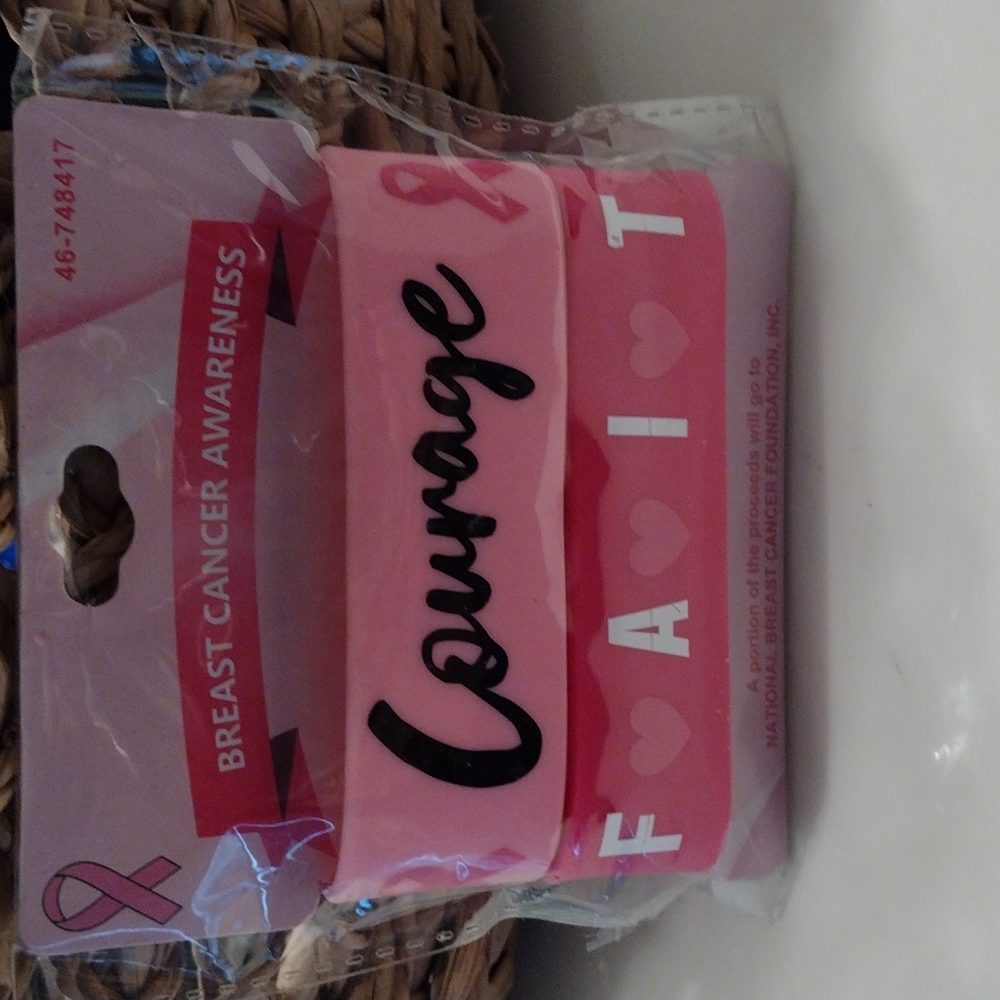 46-748417
BREAST CANCER AWARENESS
Courage
F A I T
A portion of the proceeds will go to
NATIONAL BREAST CANCER FOUNDATION, INC.